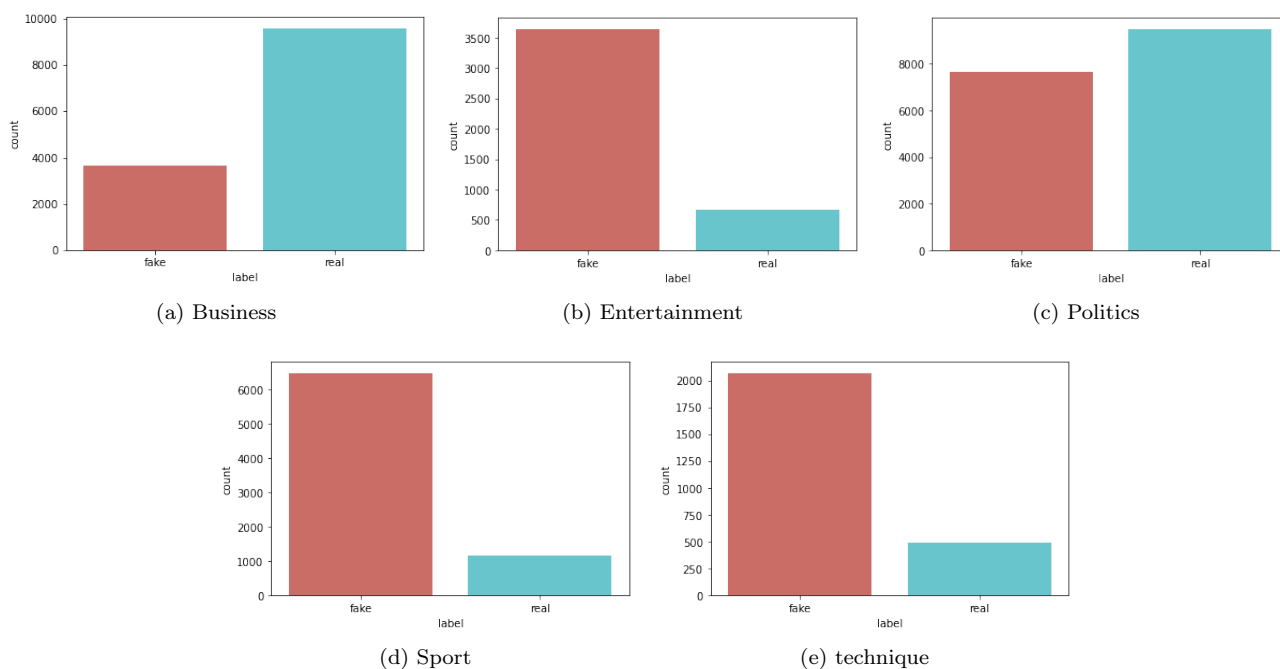 10000
8000
6000
4000
2000
0
count
fake
real
label
(a) Business
3500
3000
2500
2000
1500
1000
500
0
count
fake
real
label
(b) Entertainment
8000
6000
4000
2000
0
count
fake
real
label
(c) Politics
6000
5000
4000
3000
2000
1000
0
count
fake
real
label
(d) Sport
2000
1750
1500
1250
1000
750
500
250
0
count
fake
real
label
(e) technique